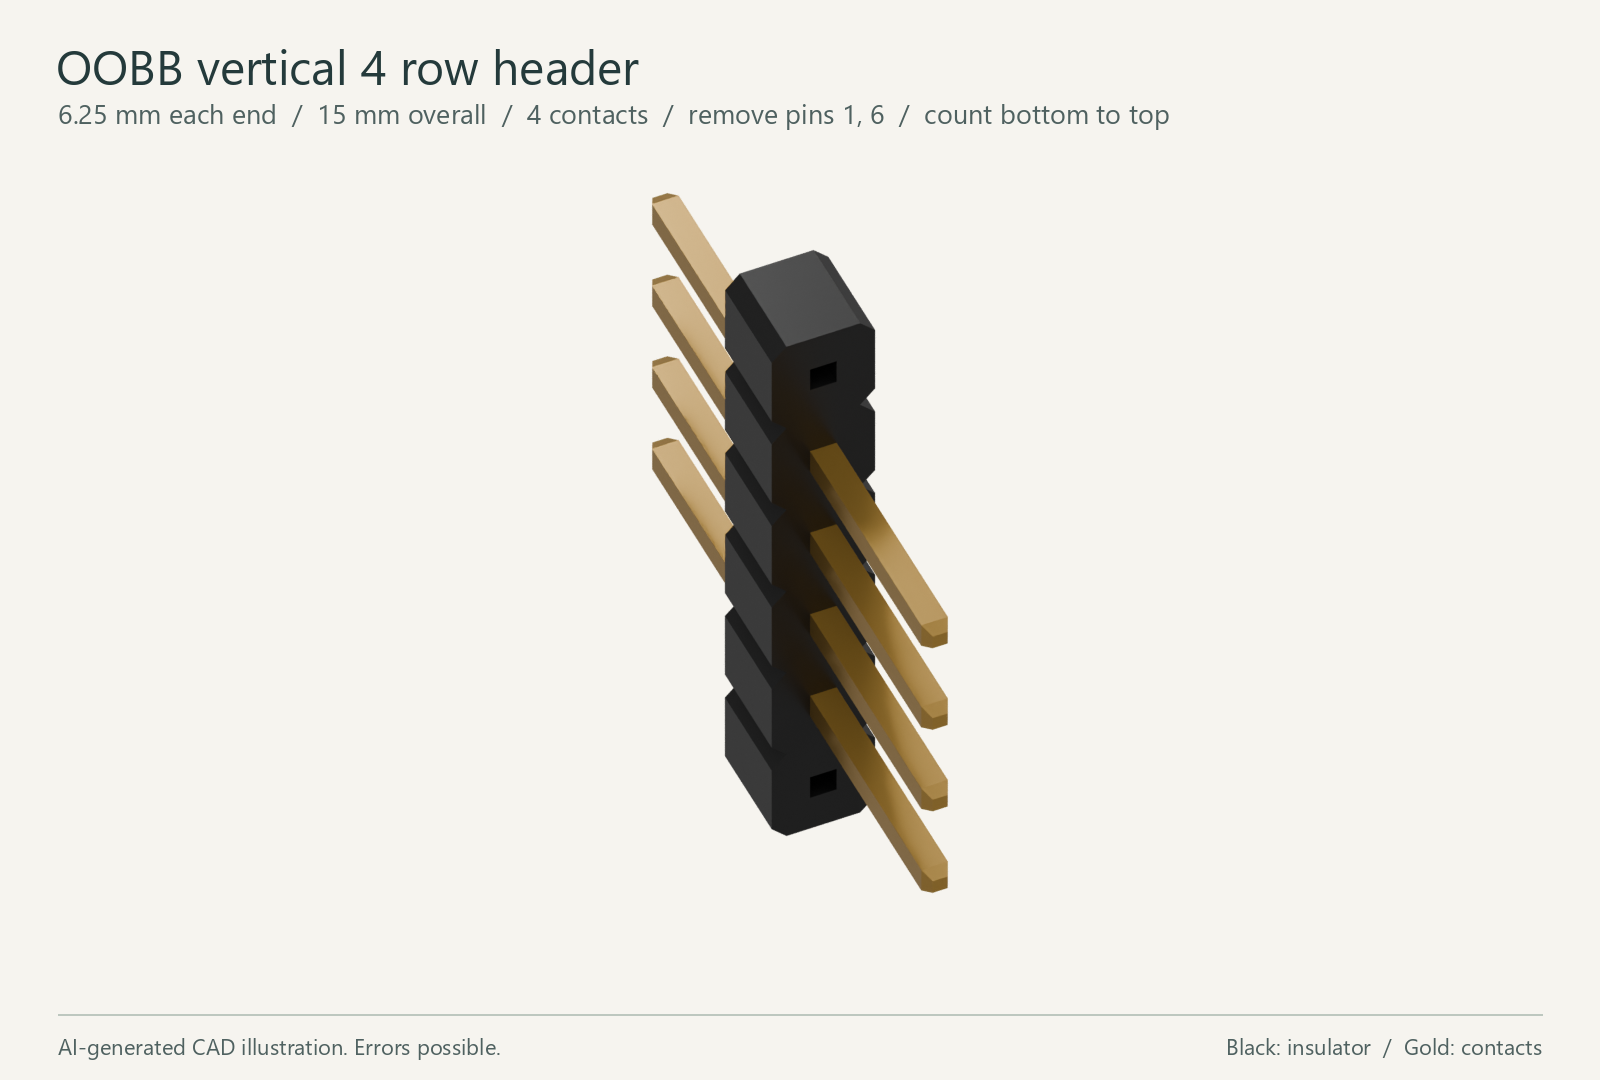 OOBB vertical 4 row header
6.25 mm each end / 15 mm overall / 4 contacts / remove pins 1, 6 / count bottom to top
AI-generated CAD illustration. Errors possible.
Black: insulator / Gold: contacts